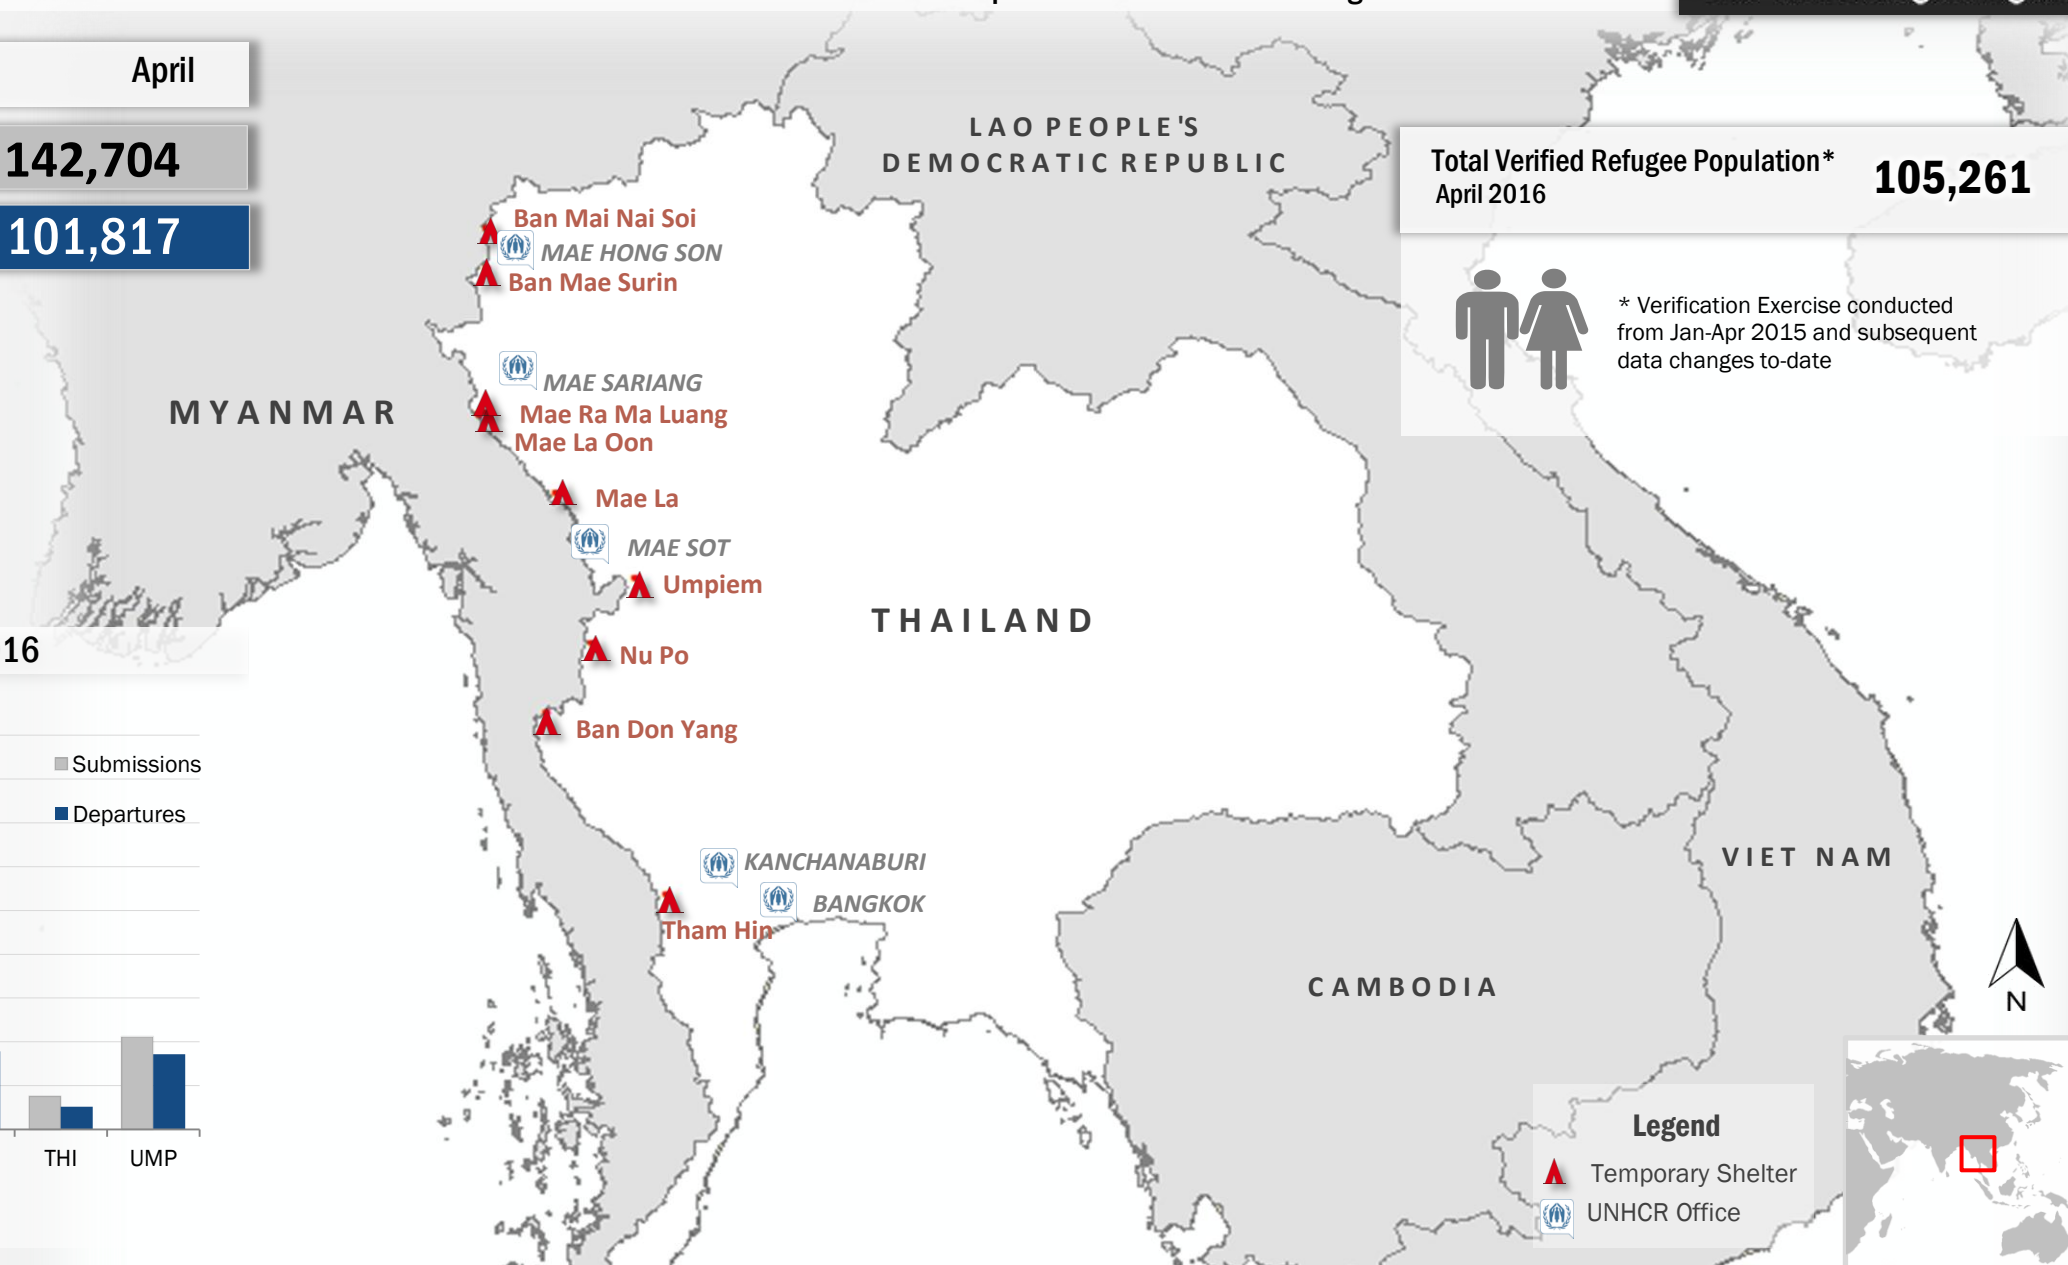 April
142,704
101,817
LAO PEOPLE'S
DEMOCRATIC REPUBLIC
Total Verified Refugee Population*
April 2016
105,261
* Verification Exercise conducted
from Jan-Apr 2015 and subsequent
data changes to-date
Ban Mai Nai Soi
MAE HONG SON
Ban Mae Surin
MAE SARIANG
MYANMAR
Mae Ra Ma Luang
Mae La Oon
Mae La
MAE SOT
Umpiem
THAILAND
Nu Po
Ban Don Yang
16
Submissions
Departures
KANCHANABURI
BANGKOK
Tham Hin
VIET NAM
CAMBODIA
N
THI
UMP
Legend
Temporary Shelter
UNHCR Office